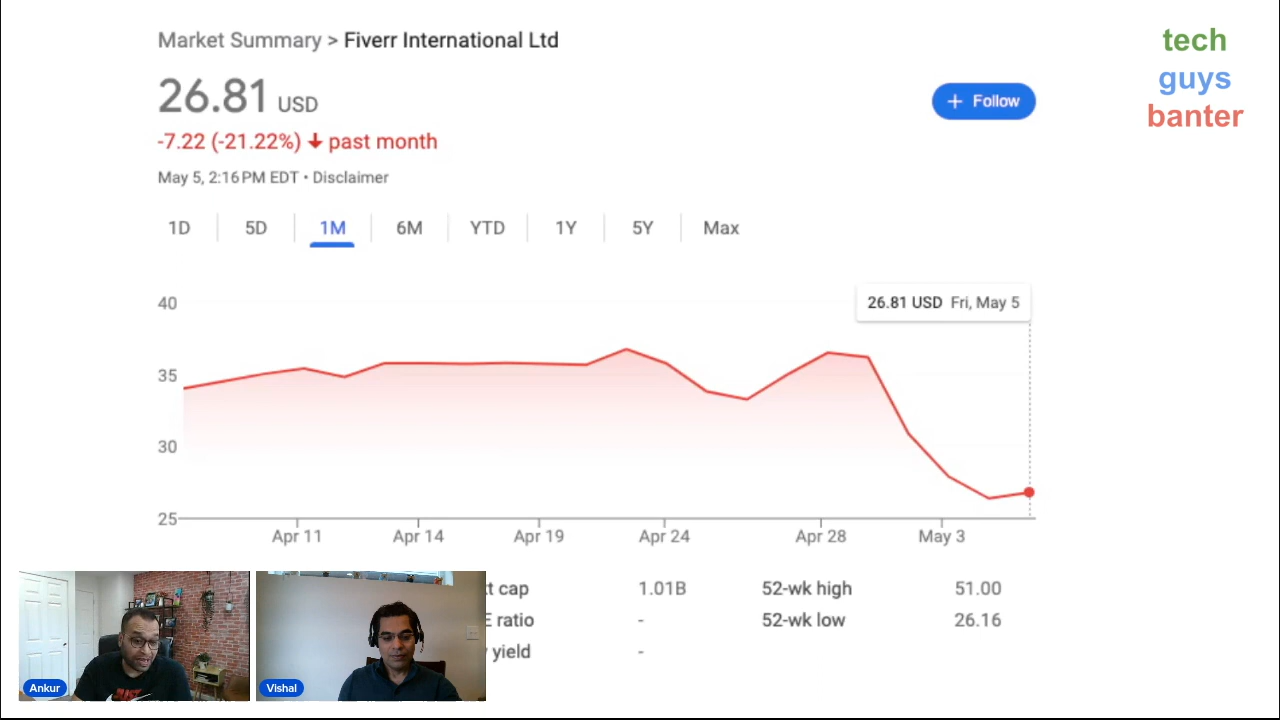 Market Summary > Fiverr International Ltd
tech
guys
banter
26.81 USD
+ Follow
-7.22 (-21.22%) ↓ past month
May 5, 2:16 PM EDT • Disclaimer
1D 5D 1M 6M YTD 1Y 5Y Max
40
26.81 USD Fri, May 5
35
30
25
Apr 11 Apr 14 Apr 19 Apr 24 Apr 28 May 3
t cap 1.01B 52-wk high 51.00
E ratio - 52-wk low 26.16
yield -
Ankur
Vishal